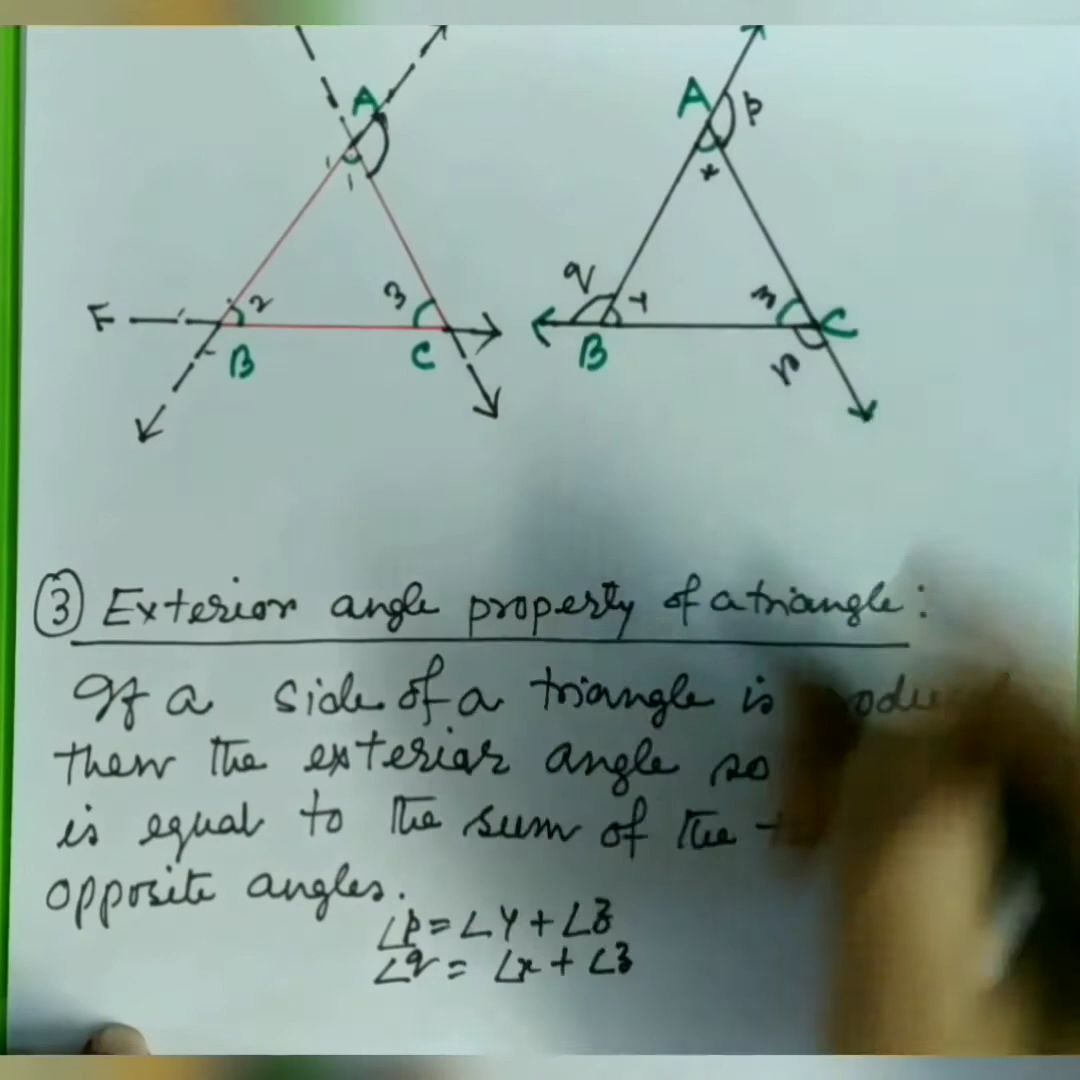 A
1
F
2
3
B
C
A
p
x
q
y
z
B
C
r
③ Exterior angle property of a triangle:
If a side of a triangle is
then the exterior angle so
is equal to the sum of the
opposite angles.
∠p = ∠y + ∠z
∠q = ∠x + ∠z